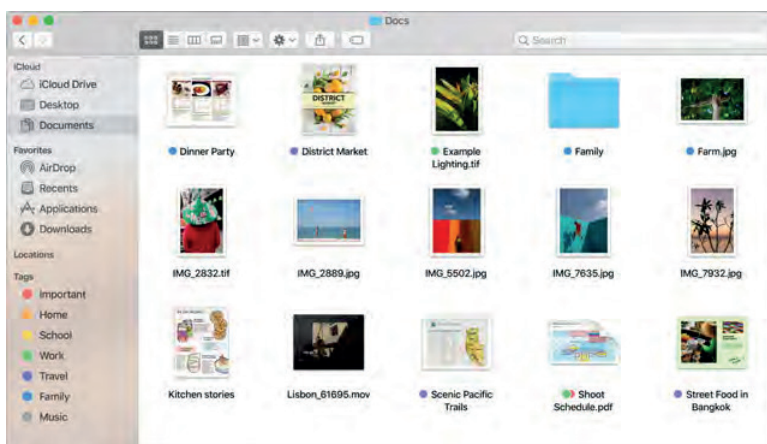 Docs
Search
iCloud
iCloud Drive
Desktop
Documents
Favorites
AirDrop
Recents
Applications
Downloads
Locations
Tags
Important
Home
School
Work
Travel
Family
Music
DISTRICT
Dinner Party
District Market
Example
Lighting.tif
Family
Farm.jpg
IMG_2832.tif
IMG_2889.jpg
IMG_5502.jpg
IMG_7635.jpg
IMG_7932.jpg
Kitchen stories
Lisbon_61695.mov
Scenic Pacific
Trails
Shoot
Schedule.pdf
Street Food in
Bangkok